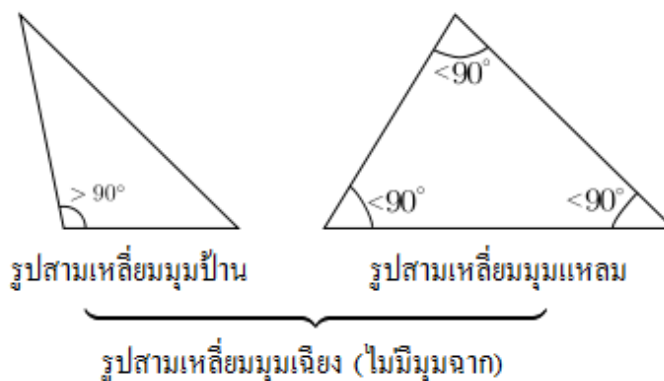 <90°
> 90°
<90°
<90°
รูปสามเหลี่ยมมุมป้าน
รูปสามเหลี่ยมมุมแหลม
รูปสามเหลี่ยมมุมเฉียง (ไม่มีมุมฉาก)